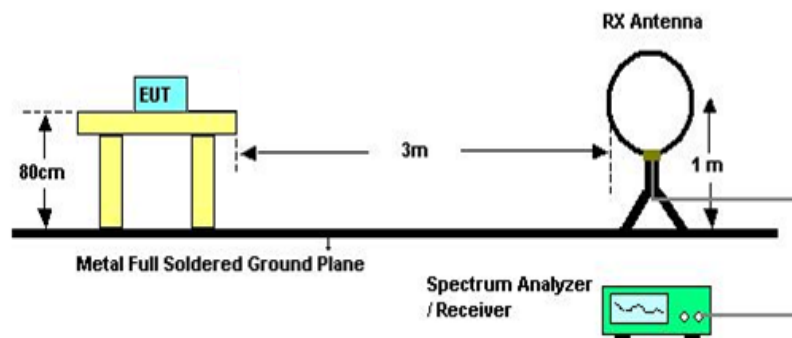 RX Antenna
EUT
80cm
3m
1 m
Metal Full Soldered Ground Plane
Spectrum Analyzer
/ Receiver